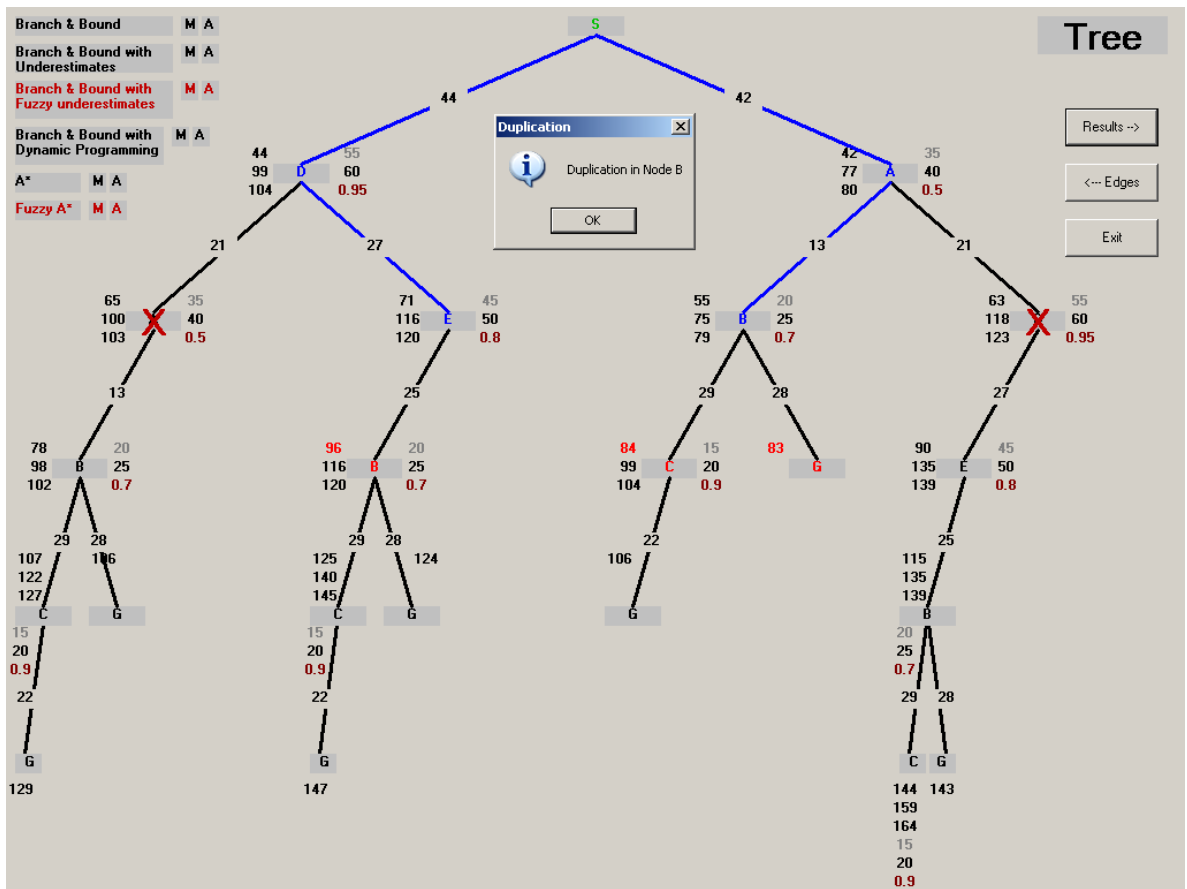 Branch & Bound M A
Branch & Bound with
Underestimates M A
Branch & Bound with
Fuzzy underestimates M A
Branch & Bound with
Dynamic Programming M A
A* M A
Fuzzy A* M A
Tree
Results -->
<--- Edges
Exit
Duplication
Duplication in Node B
OK
S
44 42
44 55
99 D 60
104 0.95
42 35
77 A 40
80 0.5
21 27 13 21
65 35
100 40
103 0.5
71 45
116 E 50
120 0.8
55 20
75 B 25
79 0.7
63 55
118 60
123 0.95
13 25 29 28 27
78 20
98 B 25
102 0.7
96 20
116 B 25
120 0.7
84 15
99 C 20
104 0.9
83
G
90 45
135 E 50
139 0.8
29 28 29 28 22 25
107 106
122
127
C G
125 124
140
145
C G
106
G
115
135
139
B
15
20
0.9
15
20
0.9
20
25
0.7
22 22 29 28
G G C G
129 147 144 143
159
164
15
20
0.9